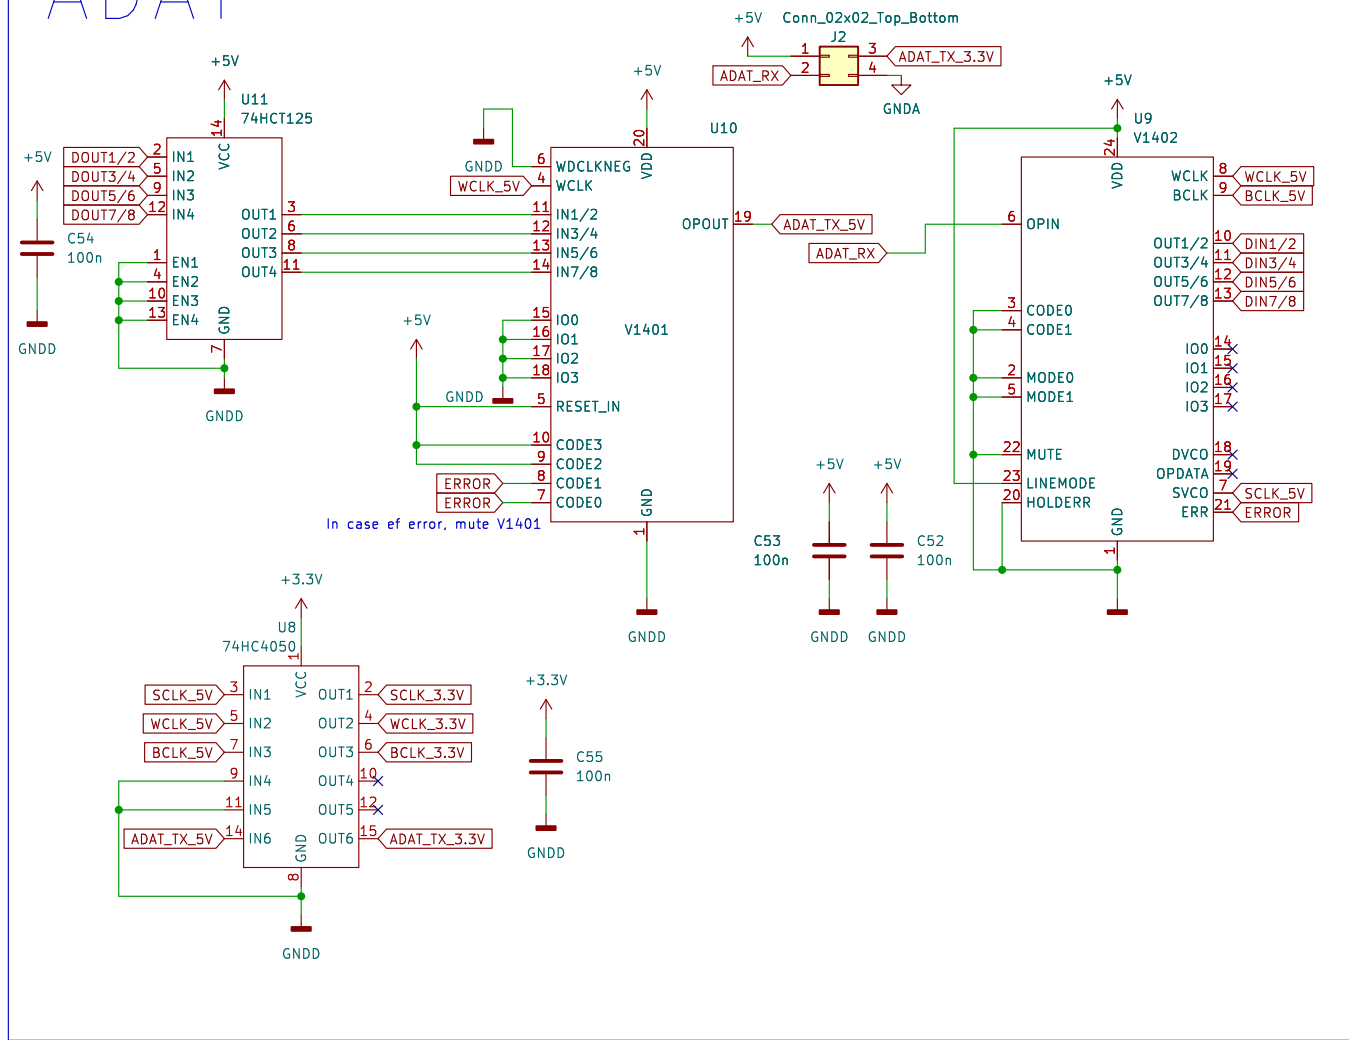 ADAT
+5V
Conn_02x02_Top_Bottom
J2
1
2
3
4
ADAT_TX_3.3V
ADAT_RX
GNDA
+5V
U11
74HCT125
14
VCC
DOUT1/2
2
IN1
DOUT3/4
5
IN2
DOUT5/6
9
IN3
DOUT7/8
12
IN4
OUT1
3
OUT2
6
OUT3
8
OUT4
11
1
EN1
4
EN2
10
EN3
13
EN4
GND
7
GNDD
+5V
C54
100n
GNDD
+5V
U10
20
VDD
GNDD
6
WDCLKNEG
WCLK_5V
4
WCLK
11
IN1/2
12
IN3/4
13
IN5/6
14
IN7/8
OPOUT
19
ADAT_TX_5V
V1401
15
IO0
16
IO1
17
IO2
18
IO3
GNDD
+5V
5
RESET_IN
10
CODE3
9
CODE2
ERROR
8
CODE1
ERROR
7
CODE0
In case ef error, mute V1401
GND
1
GNDD
+5V
U9
V1402
24
VDD
WCLK
8
WCLK_5V
BCLK
9
BCLK_5V
ADAT_RX
6
OPIN
OUT1/2
10
DIN1/2
OUT3/4
11
DIN3/4
OUT5/6
12
DIN5/6
OUT7/8
13
DIN7/8
3
CODE0
4
CODE1
2
MODE0
5
MODE1
IO0
14
IO1
15
IO2
16
IO3
17
22
MUTE
23
LINEMODE
20
HOLDERR
DVCO
18
OPDATA
19
SVCO
7
SCLK_5V
ERR
21
ERROR
GND
1
+5V
C53
100n
GNDD
+5V
C52
100n
GNDD
+3.3V
U8
74HC4050
1
VCC
SCLK_5V
3
IN1
OUT1
2
SCLK_3.3V
WCLK_5V
5
IN2
OUT2
4
WCLK_3.3V
BCLK_5V
7
IN3
OUT3
6
BCLK_3.3V
9
IN4
OUT4
10
11
IN5
OUT5
12
ADAT_TX_5V
14
IN6
OUT6
15
ADAT_TX_3.3V
GND
8
GNDD
+3.3V
C55
100n
GNDD